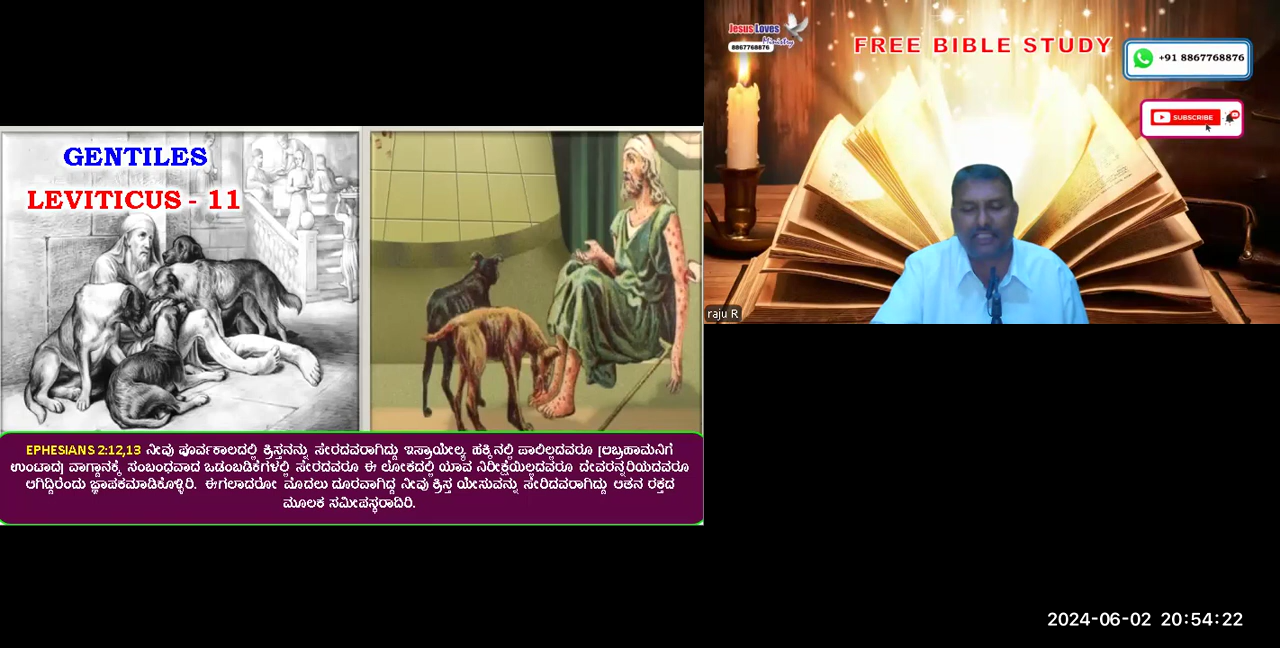 GENTILES
LEVITICUS - 11
EPHESIANS 2:12,13 ನೀವು ಪೂರ್ವಕಾಲದಲ್ಲಿ ಕ್ರಿಸ್ತನನ್ನು ಸೇರದವರಾಗಿದ್ದು ಇಸ್ರಾಯೇಲ್ಯ ಹಕ್ಕಿನಲ್ಲಿ ಪಾಲಿಲ್ಲದವರೂ [ಅಬ್ರಹಾಮನಿಗೆ
ಉಂಟಾದ] ವಾಗ್ದಾನಕ್ಕೆ ಸಂಬಂಧವಾದ ಒಡಂಬಡಿಕೆಗಳಲ್ಲಿ ಸೇರದವರೂ ಈ ಲೋಕದಲ್ಲಿ ಯಾವ ನಿರೀಕ್ಷೆಯಿಲ್ಲದವರೂ ದೇವರನ್ನರಿಯದವರೂ
ಆಗಿದ್ದಿರೆಂದು ಜ್ಞಾಪಕಮಾಡಿಕೊಳ್ಳಿರಿ. ಈಗಲಾದರೋ ಮೊದಲು ದೂರವಾಗಿದ್ದ ನೀವು ಕ್ರಿಸ್ತ ಯೇಸುವನ್ನು ಸೇರಿದವರಾಗಿದ್ದು ಆತನ ರಕ್ತದ
ಮೂಲಕ ಸಮೀಪಸ್ಥರಾದಿರಿ.
Jesus Loves
Ministry
8867768876
FREE BIBLE STUDY
+91 8867768876
SUBSCRIBE
raju R
2024-06-02 20:54:22